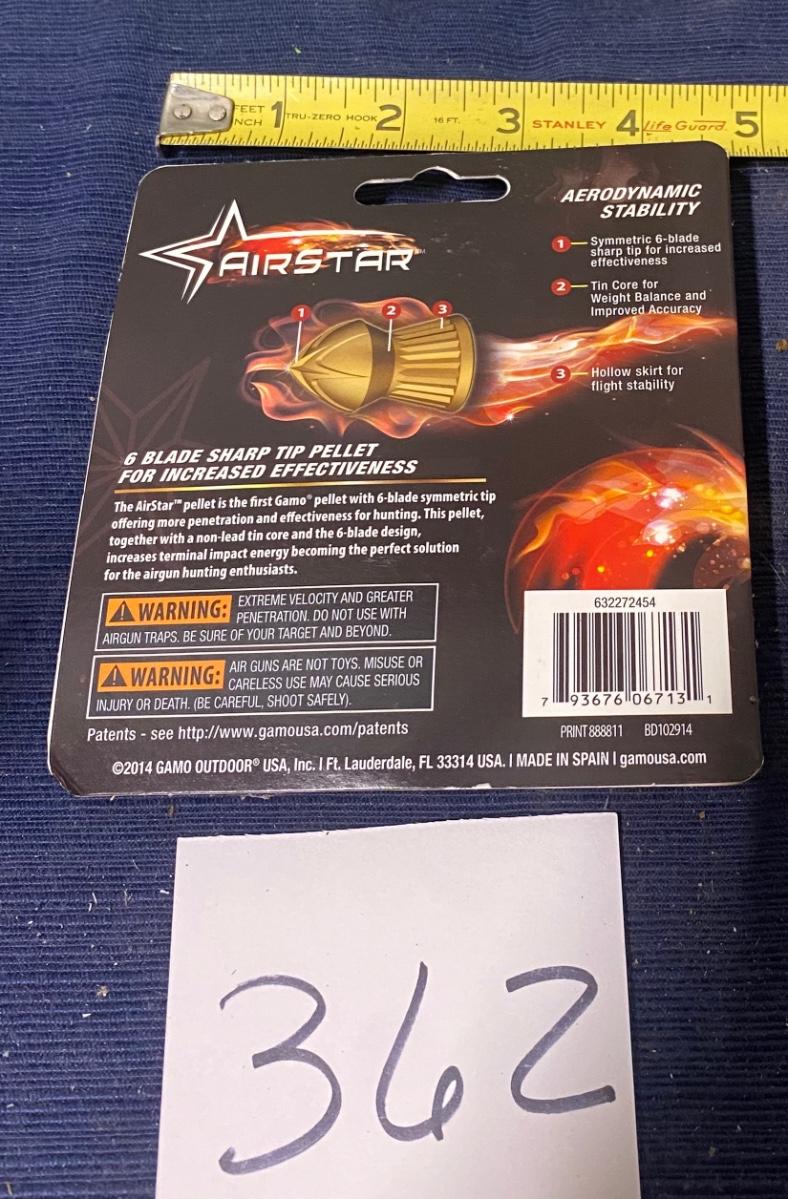 FEET
INCH 1 TRU-ZERO HOOK 2 16 FT. 3 STANLEY 4 Life Guard. 5
AIRSTAR™
AERODYNAMIC
STABILITY
1 Symmetric 6-blade
sharp tip for increased
effectiveness
2 Tin Core for
Weight Balance and
Improved Accuracy
3 Hollow skirt for
flight stability
1 2 3
6 BLADE SHARP TIP PELLET
FOR INCREASED EFFECTIVENESS
The AirStar™ pellet is the first Gamo® pellet with 6-blade symmetric tip
offering more penetration and effectiveness for hunting. This pellet,
together with a non-lead tin core and the 6-blade design,
increases terminal impact energy becoming the perfect solution
for the airgun hunting enthusiasts.
WARNING: EXTREME VELOCITY AND GREATER
PENETRATION. DO NOT USE WITH
AIRGUN TRAPS. BE SURE OF YOUR TARGET AND BEYOND.
WARNING: AIR GUNS ARE NOT TOYS. MISUSE OR
CARELESS USE MAY CAUSE SERIOUS
INJURY OR DEATH. (BE CAREFUL, SHOOT SAFELY).
632272454
7 93676 06713 1
Patents - see http://www.gamousa.com/patents
PRINT888811 BD102914
©2014 GAMO OUTDOOR® USA, Inc. I Ft. Lauderdale, FL 33314 USA. I MADE IN SPAIN I gamousa.com
362